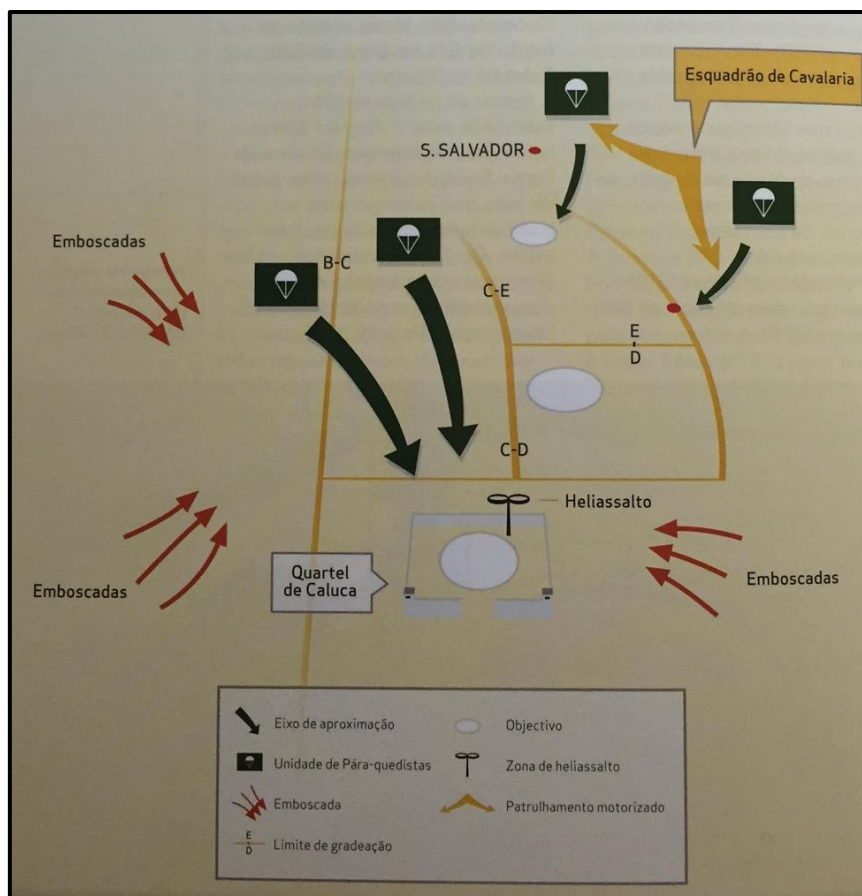 Esquadrão de Cavalaria
S. SALVADOR
Emboscadas
B-C
C-E
E
D
C-D
Heliassalto
Quartel
de Caluca
Emboscadas
Emboscadas
Eixo de aproximação
Objectivo
Unidade de Pára-quedistas
Zona de heliassalto
Emboscada
Patrulhamento motorizado
E
D
Limite de gradeação